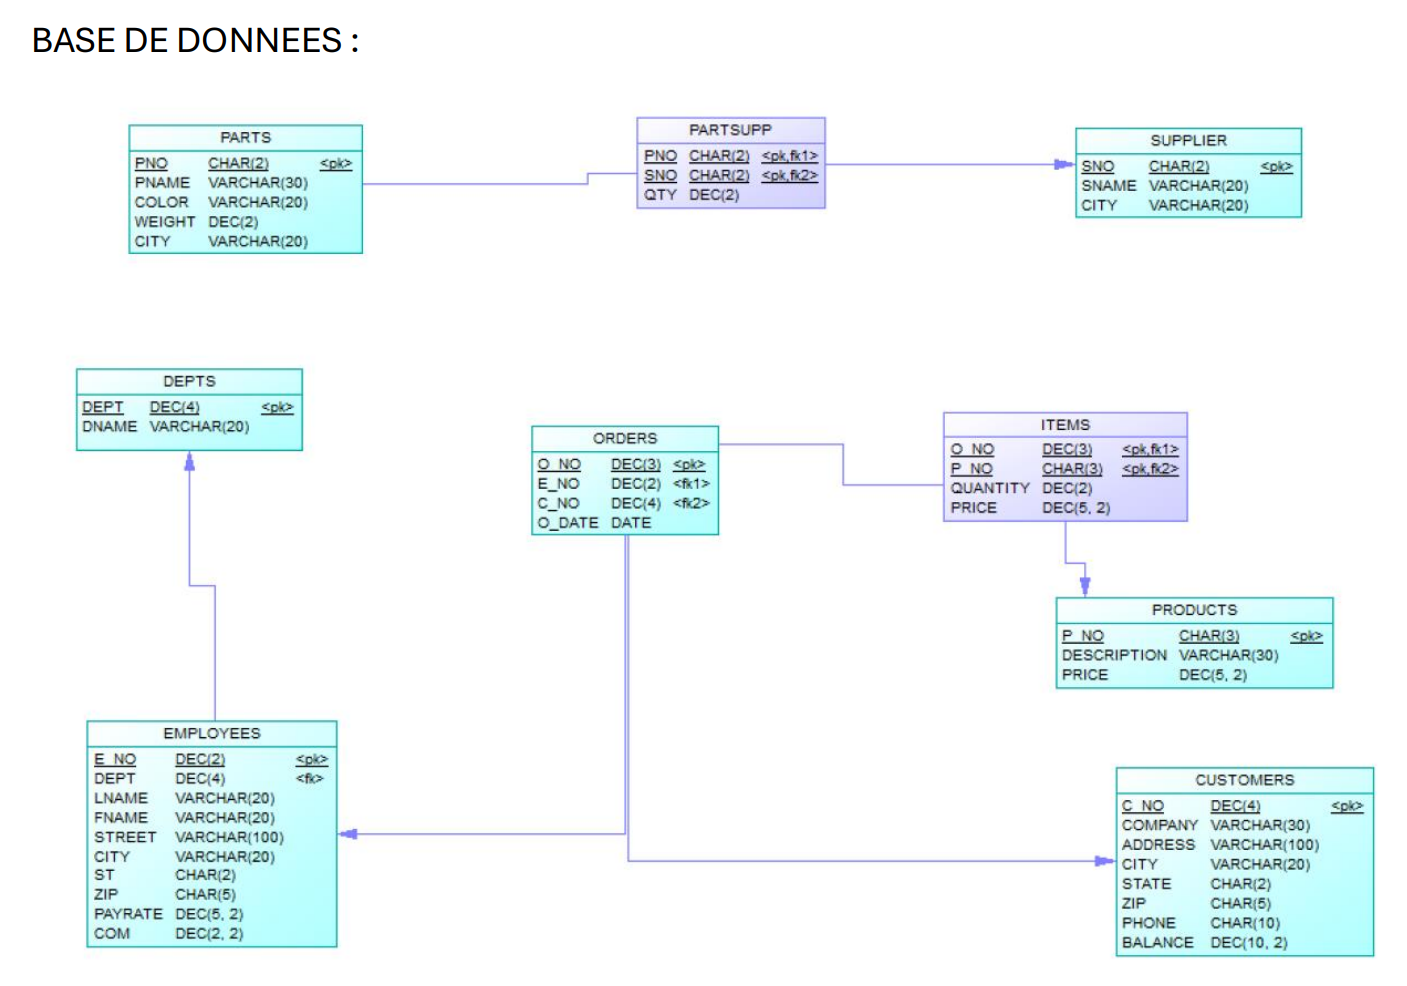 BASE DE DONNEES :
PARTS
PNO CHAR(2) <pk>
PNAME VARCHAR(30)
COLOR VARCHAR(20)
WEIGHT DEC(2)
CITY VARCHAR(20)
PARTSUPP
PNO CHAR(2) <pk,fk1>
SNO CHAR(2) <pk,fk2>
QTY DEC(2)
SUPPLIER
SNO CHAR(2) <pk>
SNAME VARCHAR(20)
CITY VARCHAR(20)
DEPTS
DEPT DEC(4) <pk>
DNAME VARCHAR(20)
ORDERS
O_NO DEC(3) <pk>
E_NO DEC(2) <fk1>
C_NO DEC(4) <fk2>
O_DATE DATE
ITEMS
O_NO DEC(3) <pk,fk1>
P_NO CHAR(3) <pk,fk2>
QUANTITY DEC(2)
PRICE DEC(5, 2)
PRODUCTS
P_NO CHAR(3) <pk>
DESCRIPTION VARCHAR(30)
PRICE DEC(5, 2)
EMPLOYEES
E_NO DEC(2) <pk>
DEPT DEC(4) <fk>
LNAME VARCHAR(20)
FNAME VARCHAR(20)
STREET VARCHAR(100)
CITY VARCHAR(20)
ST CHAR(2)
ZIP CHAR(5)
PAYRATE DEC(5, 2)
COM DEC(2, 2)
CUSTOMERS
C_NO DEC(4) <pk>
COMPANY VARCHAR(30)
ADDRESS VARCHAR(100)
CITY VARCHAR(20)
STATE CHAR(2)
ZIP CHAR(5)
PHONE CHAR(10)
BALANCE DEC(10, 2)